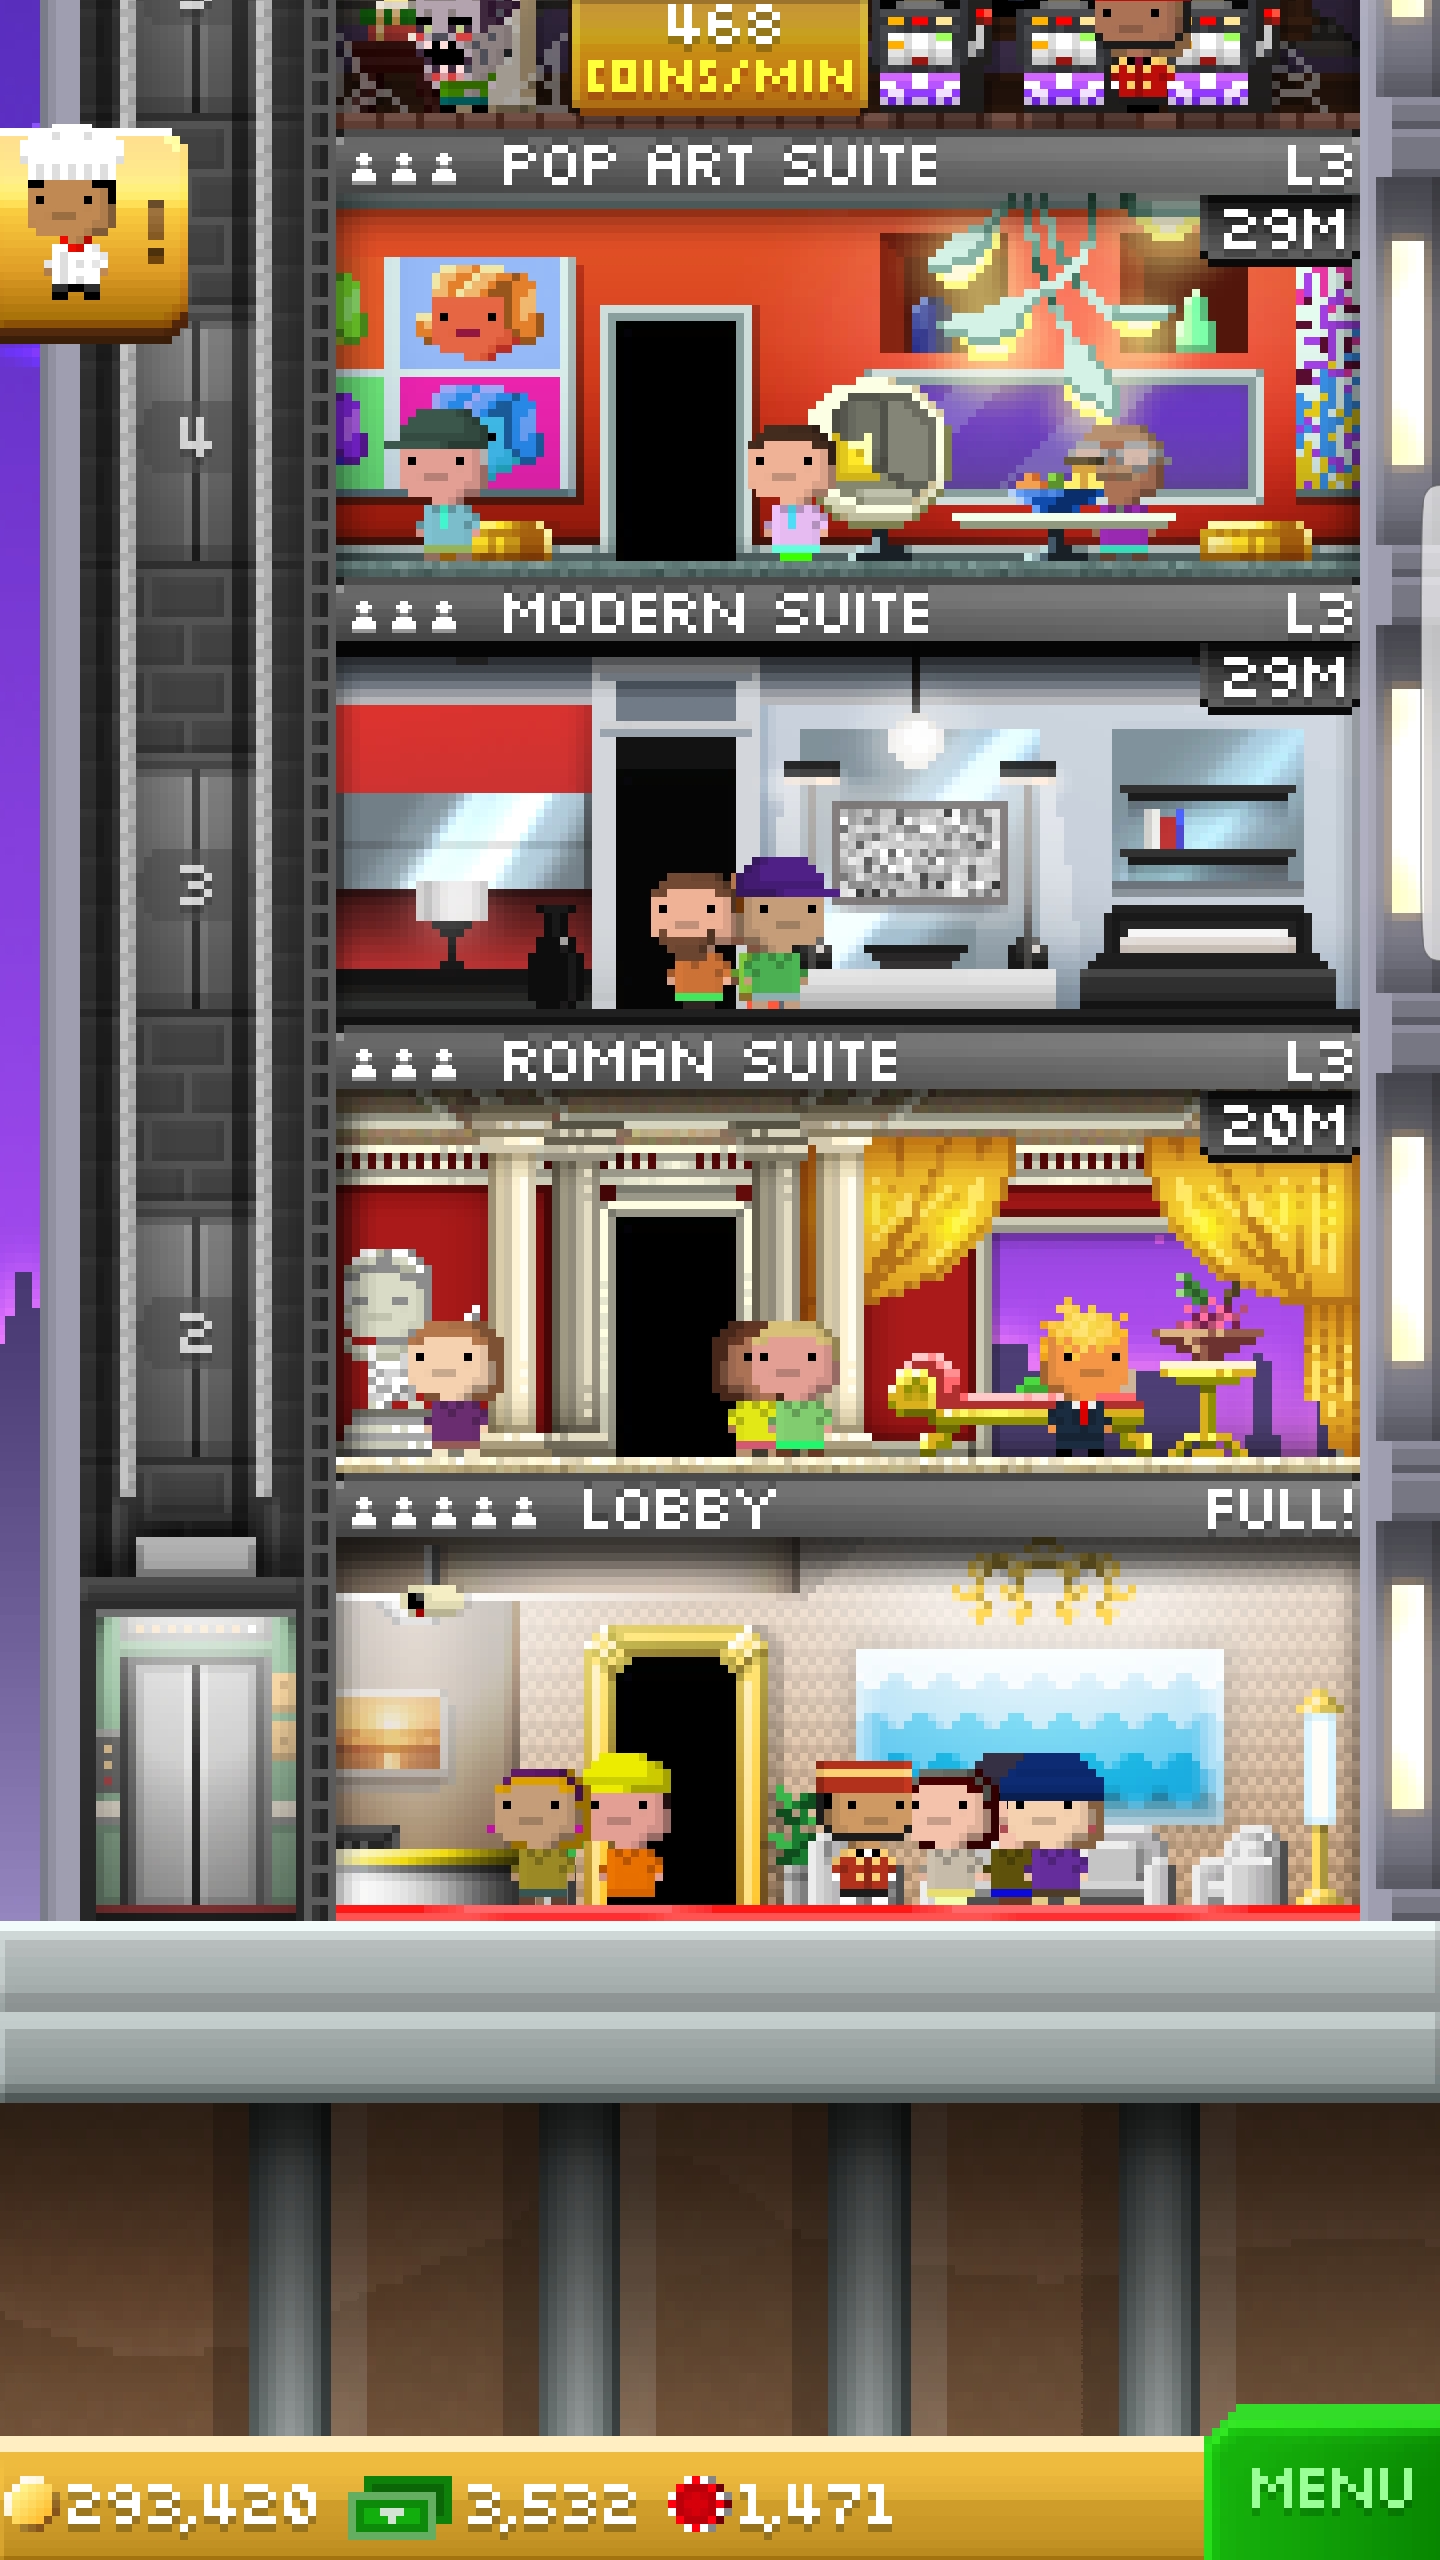 468
COINS/MIN
POP ART SUITE L3
29M
!
4
MODERN SUITE L3
29M
3
ROMAN SUITE L3
20M
2
LOBBY FULL!
293,420 3,532 1,471
MENU